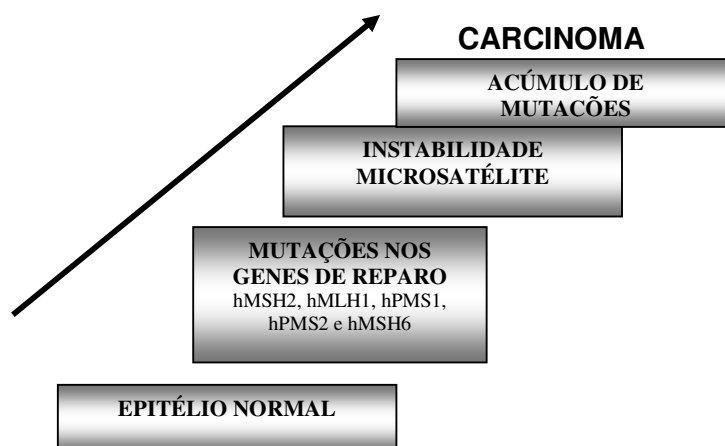 CARCINOMA
ACÚMULO DE
MUTACÕES
INSTABILIDADE
MICROSATÉLITE
MUTAÇÕES NOS
GENES DE REPARO
hMSH2, hMLH1, hPMS1,
hPMS2 e hMSH6
EPITÉLIO NORMAL